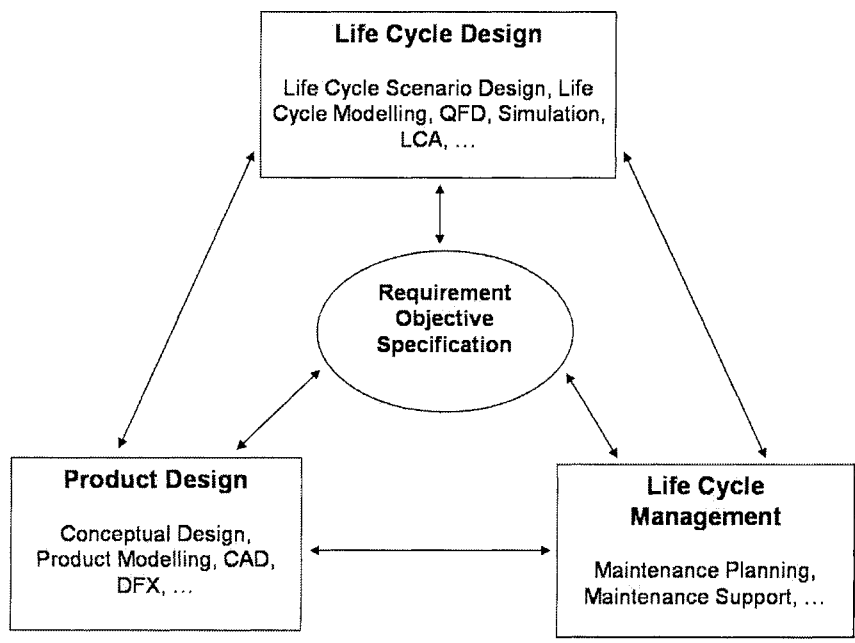 Life Cycle Design
Life Cycle Scenario Design, Life
Cycle Modelling, QFD, Simulation,
LCA, ...
Requirement
Objective
Specification
Product Design
Conceptual Design,
Product Modelling, CAD,
DFX, ...
Life Cycle
Management
Maintenance Planning,
Maintenance Support, ...